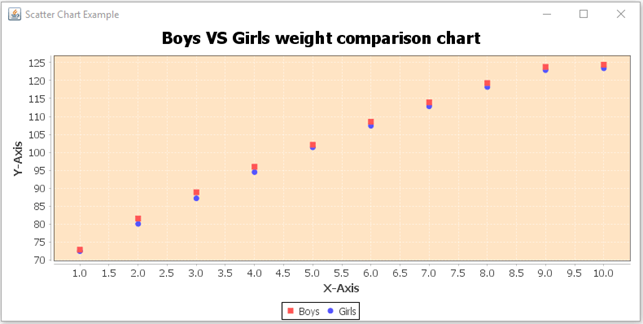 Scatter Chart Example
Boys VS Girls weight comparison chart
Y-Axis
125
120
115
110
105
100
95
90
85
80
75
70
1.0 1.5 2.0 2.5 3.0 3.5 4.0 4.5 5.0 5.5 6.0 6.5 7.0 7.5 8.0 8.5 9.0 9.5 10.0
X-Axis
Boys Girls